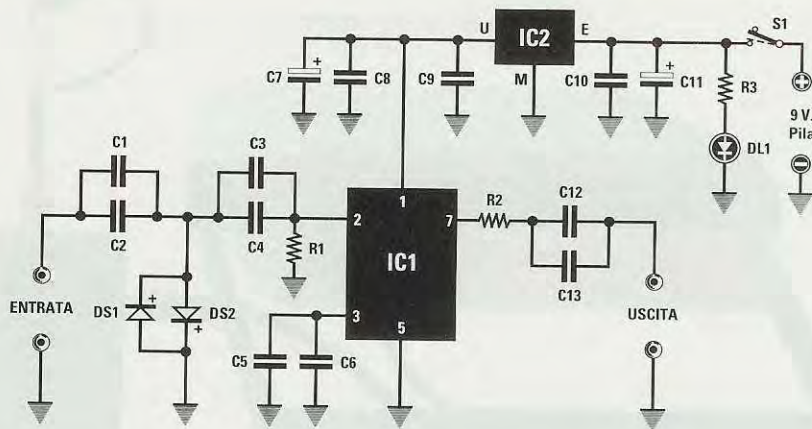 U
IC2
E
S1
C7
+
C8
C9
M
C10
+
C11
R3
9 V.
Pila
DL1
C1
C2
C3
C4
R1
2
1
7
IC1
3
5
R2
C12
C13
ENTRATA
DS1
+
DS2
+
C5
C6
USCITA